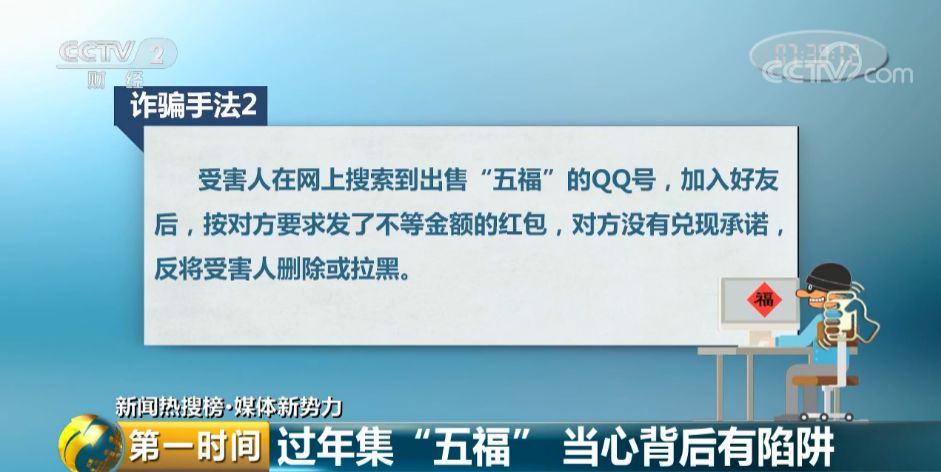 CCTV 2
财 经
CCTV.com
诈骗手法2
受害人在网上搜索到出售“五福”的QQ号，加入好友
后，按对方要求发了不等金额的红包，对方没有兑现承诺，
反将受害人删除或拉黑。
福
新闻热搜榜·媒体新势力
第一时间
过年集“五福” 当心背后有陷阱